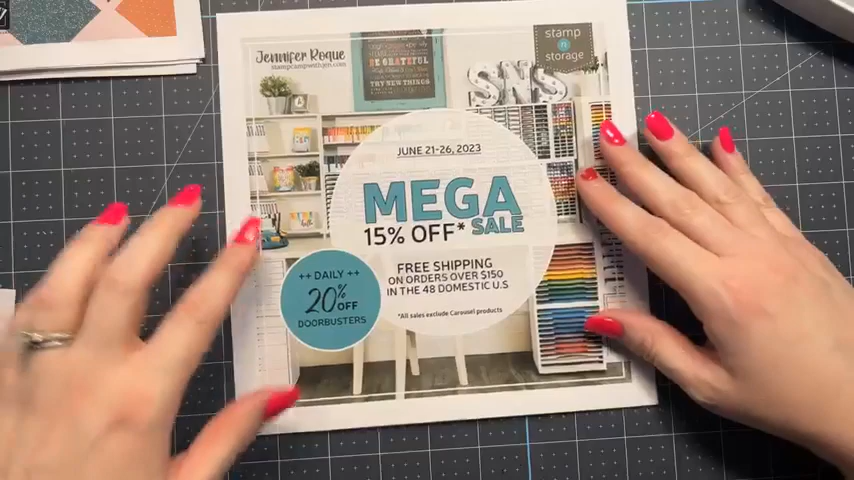 Jennifer Roque
stampcampwithjen.com
stamp
n
storage
BE GRATEFUL
TRY NEW THINGS
SNS
JUNE 21-26, 2023
MEGA
15% OFF* SALE
FREE SHIPPING
ON ORDERS OVER $150
IN THE 48 DOMESTIC U.S
*All sales exclude Carousel products
++ DAILY ++
20% OFF
DOORBUSTERS